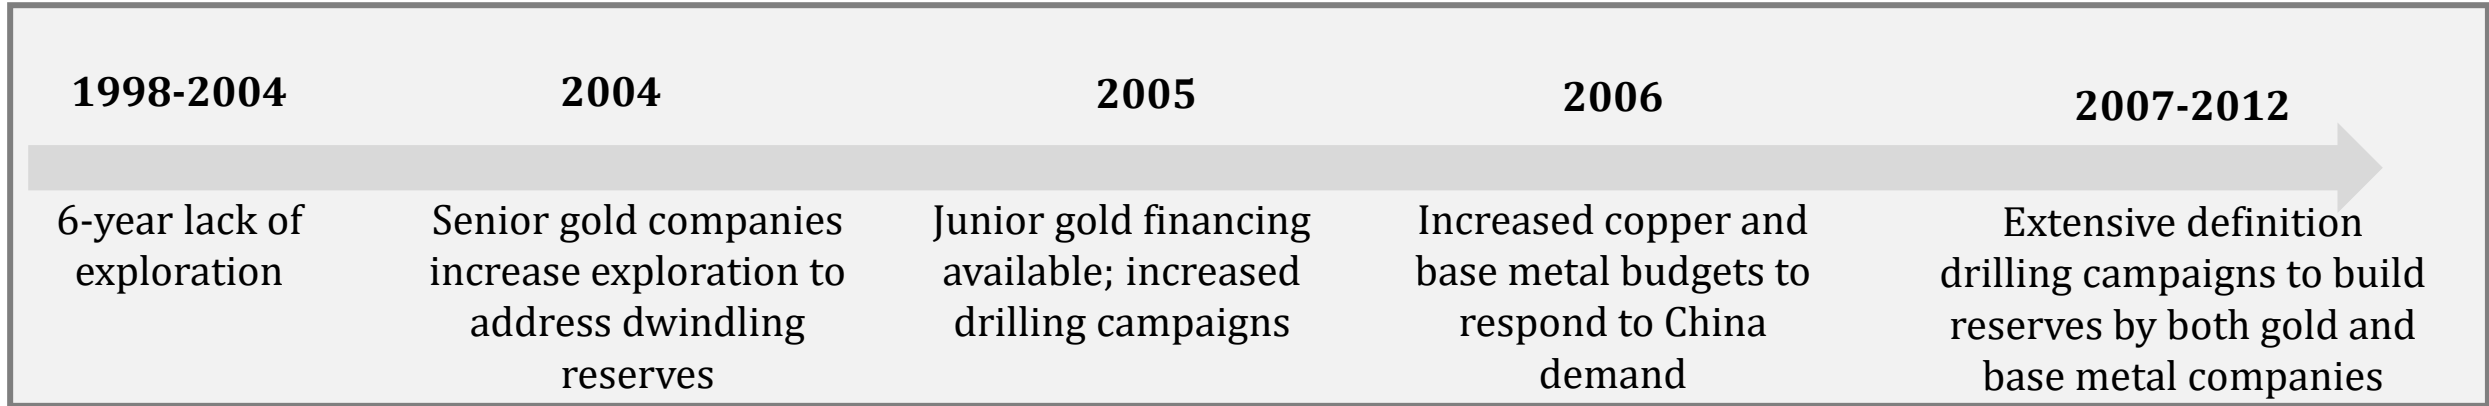 1998-2004
6-year lack of
exploration
2004
Senior gold companies
increase exploration to
address dwindling
reserves
2005
Junior gold financing
available; increased
drilling campaigns
2006
Increased copper and
base metal budgets to
respond to China
demand
2007-2012
Extensive definition
drilling campaigns to build
reserves by both gold and
base metal companies